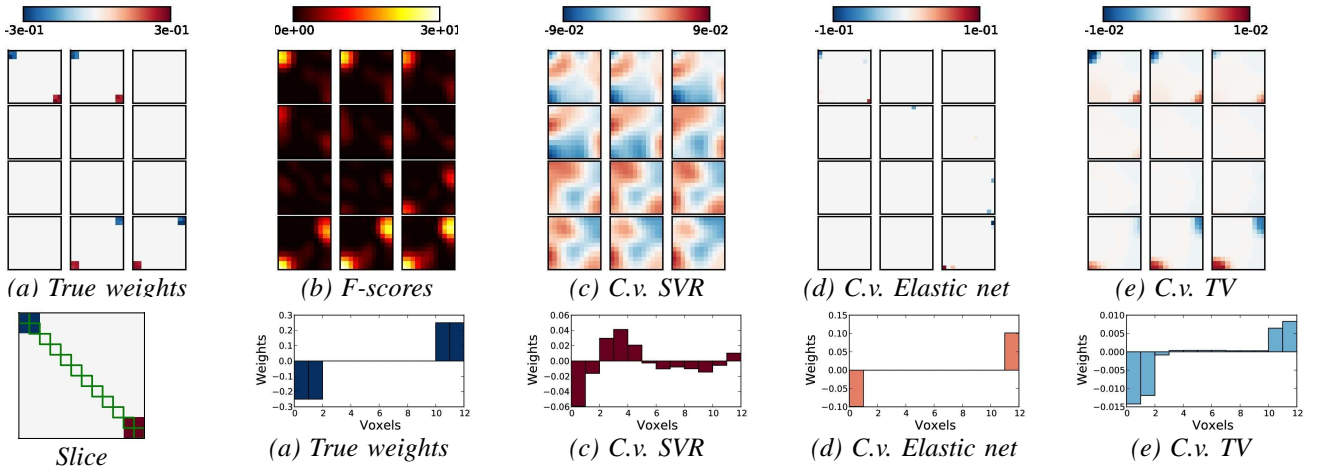 -3e-01 3e-01
0e+00 3e+01
-9e-02 9e-02
-1e-01 1e-01
-1e-02 1e-02
(a) True weights
(b) F-scores
(c) C.v. SVR
(d) C.v. Elastic net
(e) C.v. TV
Slice
0.3
0.2
0.1
0.0
−0.1
−0.2
−0.3
Weights
0 2 4 6 8 10 12
Voxels
(a) True weights
0.06
0.04
0.02
0.00
−0.02
−0.04
−0.06
Weights
0 2 4 6 8 10 12
Voxels
(c) C.v. SVR
0.15
0.10
0.05
0.00
−0.05
−0.10
Weights
0 2 4 6 8 10 12
Voxels
(d) C.v. Elastic net
0.010
0.005
0.000
−0.005
−0.010
−0.015
Weights
0 2 4 6 8 10 12
Voxels
(e) C.v. TV